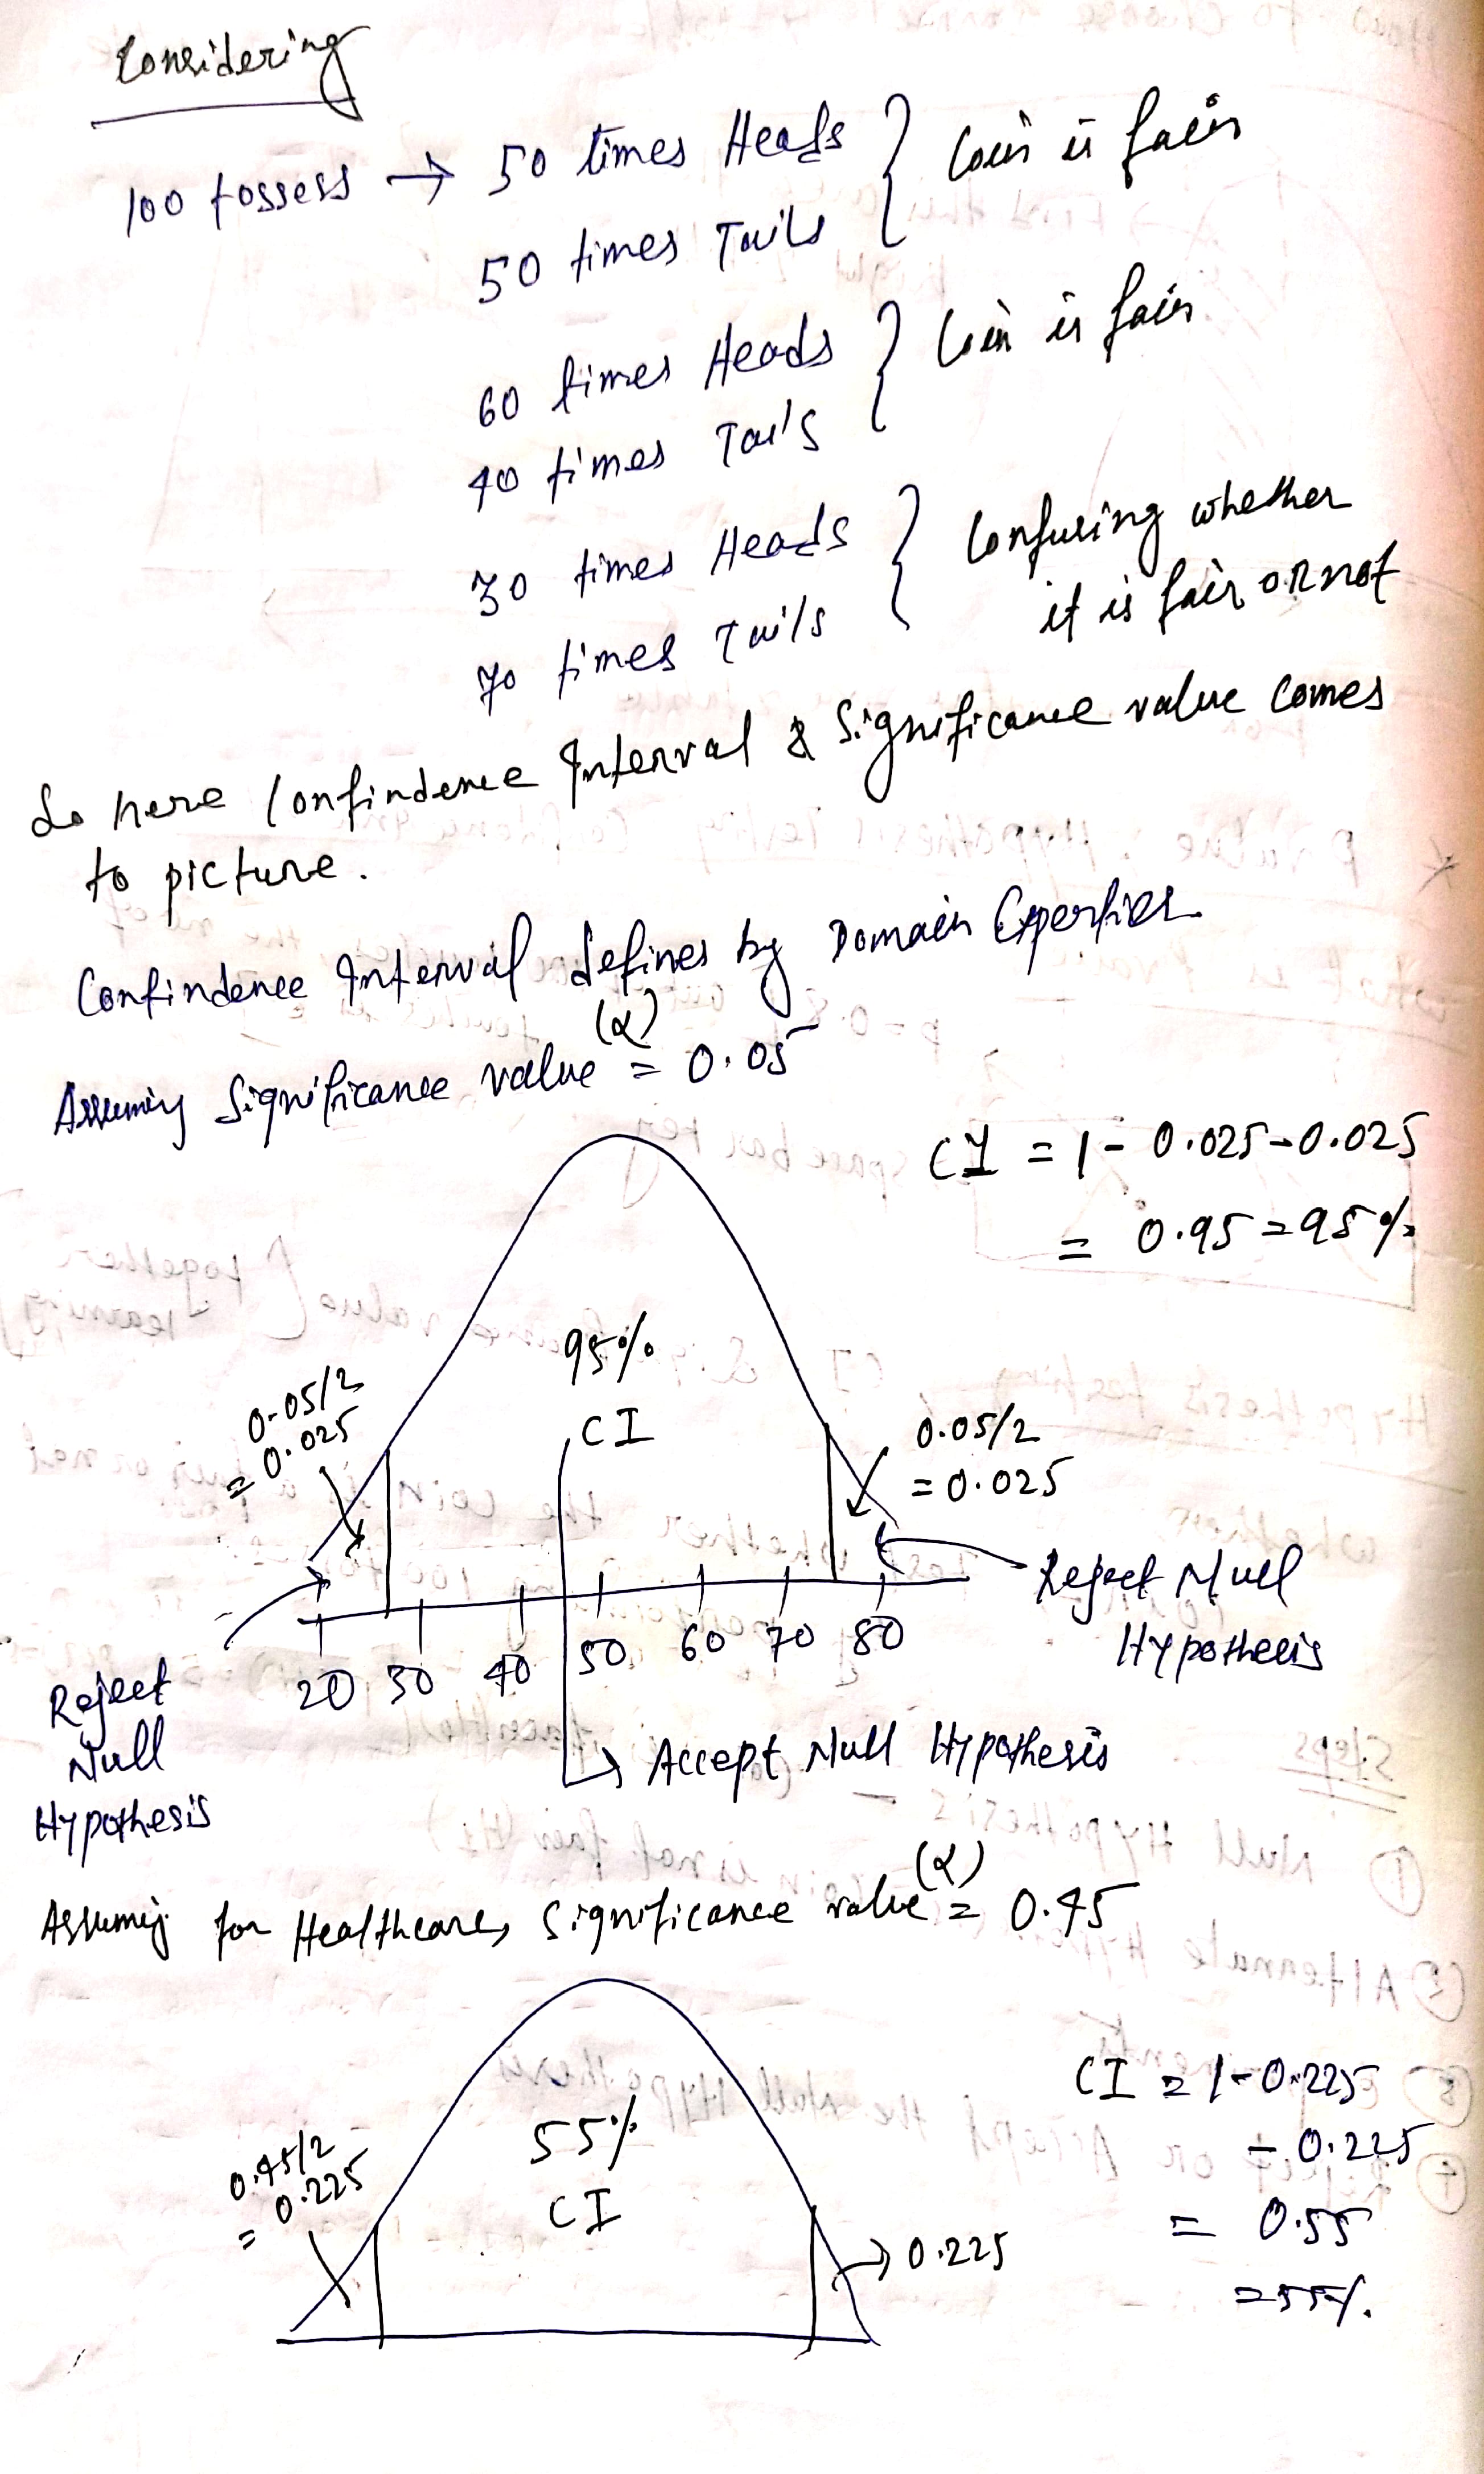 Considering
100 tossess → 50 times Heads } Coin is fair
50 times Tails
60 times Heads } Coin is fair
40 times Tails
30 times Heads } Confusing whether
it is fair or not
70 times Tails
So here Confindence Interval & Significance value comes
to picture.
Confindence Interval defines by Domain Experties
Assuming Significance value (α) = 0.05
CI = 1 - 0.025 - 0.025
= 0.95 = 95%
95%
CI
0.05/2
= 0.025
0.05/2
= 0.025
Reject Null
Hypothesis
20 30 40 50 60 70 80
Reject
Null
Hypothesis
Accept Null Hypothesis
Assuming for Healthcare, Significance value (α) = 0.45
CI = 1 - 0.225
- 0.225
= 0.55
= 55%
55%
CI
0.45/2
= 0.225
→ 0.225